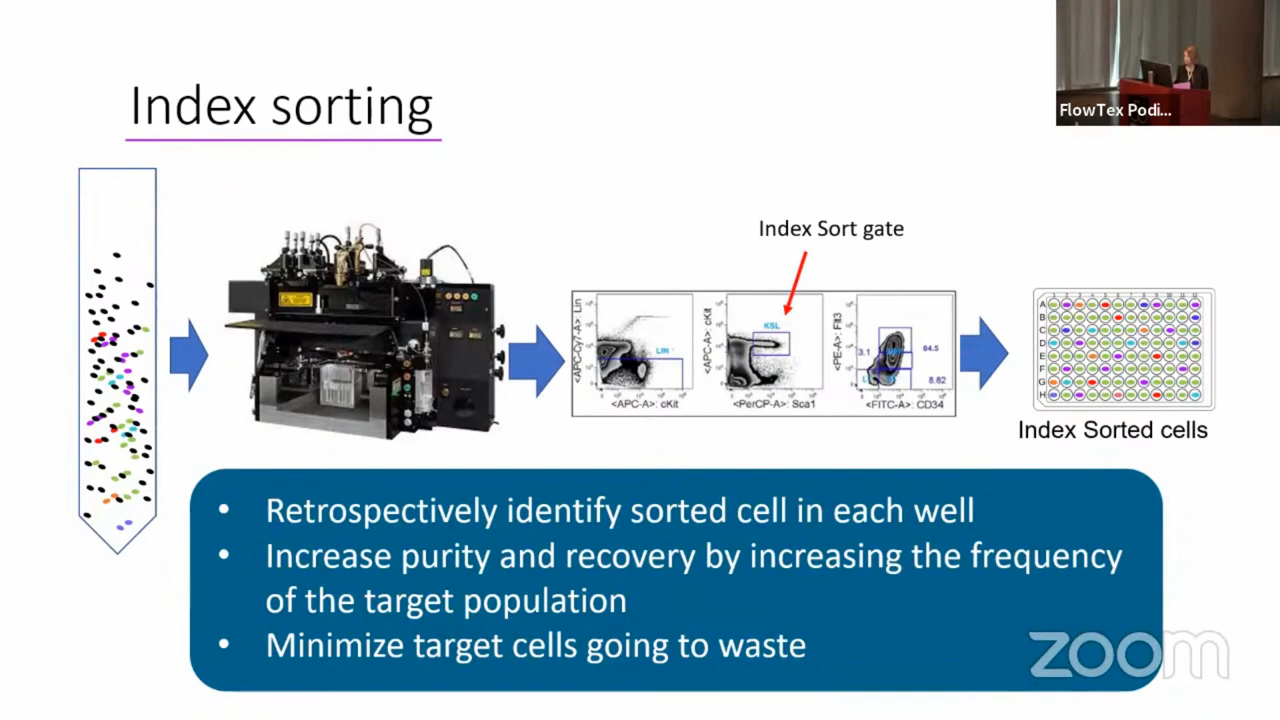 Index sorting
FlowTex Podi...
Index Sort gate
<APC-Cy7-A>: Lin
LIN
<APC-A>: cKit
<APC-A>: cKit
KSL
<PerCP-A>: Sca1
<PE-A>: Flt3
3.1
84.5
8.82
<FITC-A>: CD34
A
B
C
D
E
F
G
H
Index Sorted cells
• Retrospectively identify sorted cell in each well
• Increase purity and recovery by increasing the frequency
of the target population
• Minimize target cells going to waste
zoom